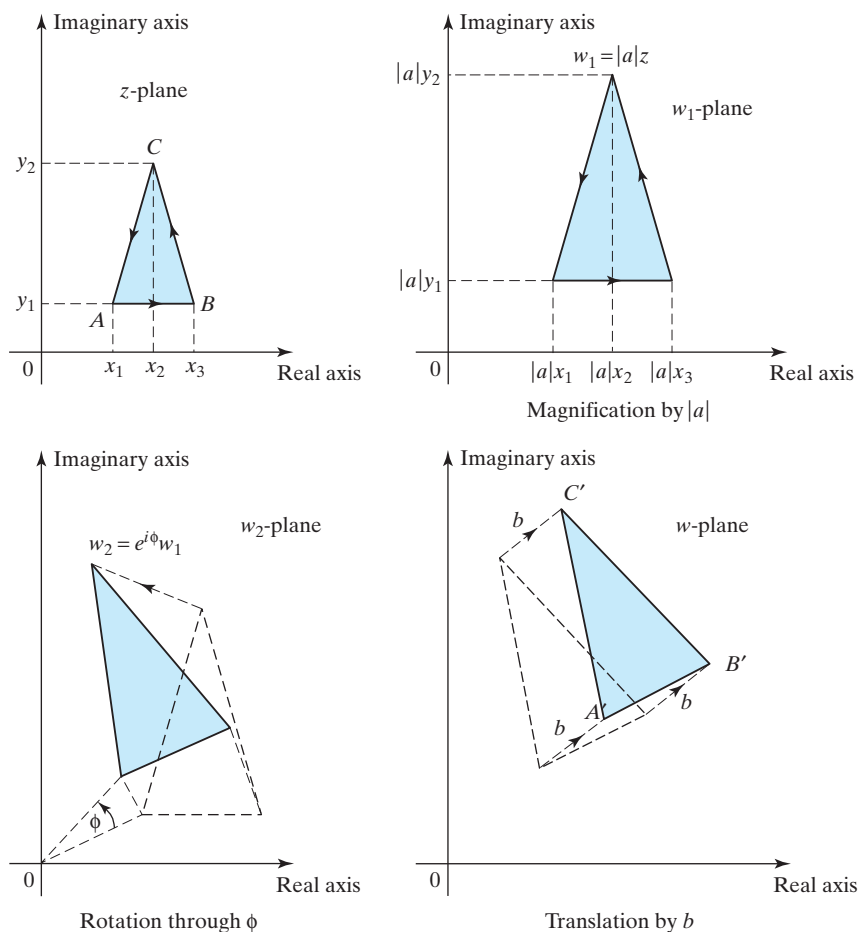 Imaginary axis
z-plane
C
y₂
y₁
A
B
0
x₁ x₂ x₃
Real axis
Imaginary axis
w₁ = |a|z
|a|y₂
w₁-plane
|a|y₁
0
|a|x₁ |a|x₂ |a|x₃
Real axis
Magnification by |a|
Imaginary axis
w₂-plane
w₂ = e^{iϕ}w₁
ϕ
0
Real axis
Rotation through ϕ
Imaginary axis
C′
b
w-plane
B′
A′
b
b
0
Real axis
Translation by b